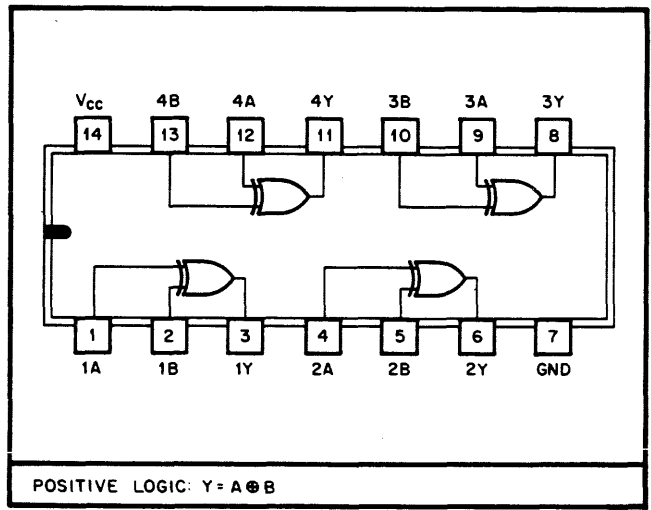 V_CC 4B 4A 4Y 3B 3A 3Y
14 13 12 11 10 9 8
1 2 3 4 5 6 7
1A 1B 1Y 2A 2B 2Y GND
POSITIVE LOGIC: Y = A ⊕ B